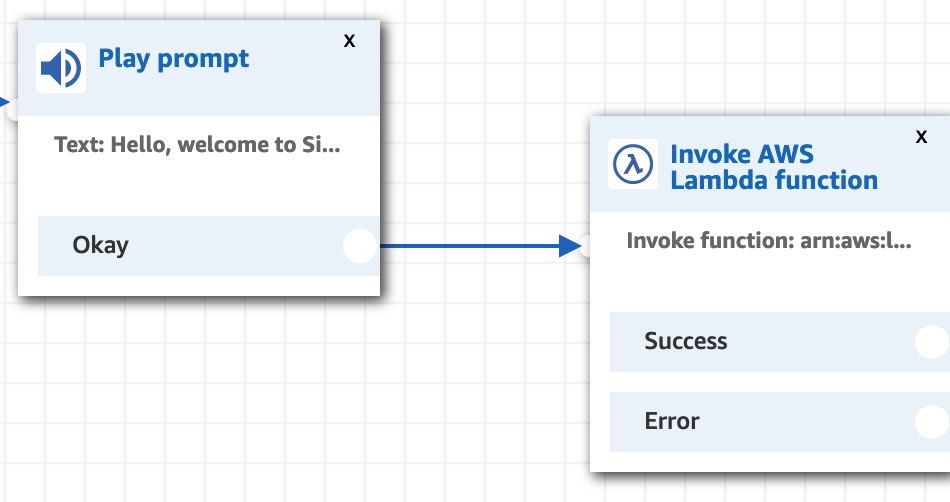 Play prompt
X
Text: Hello, welcome to Si...
Okay
Invoke AWS
Lambda function
X
Invoke function: arn:aws:l...
Success
Error